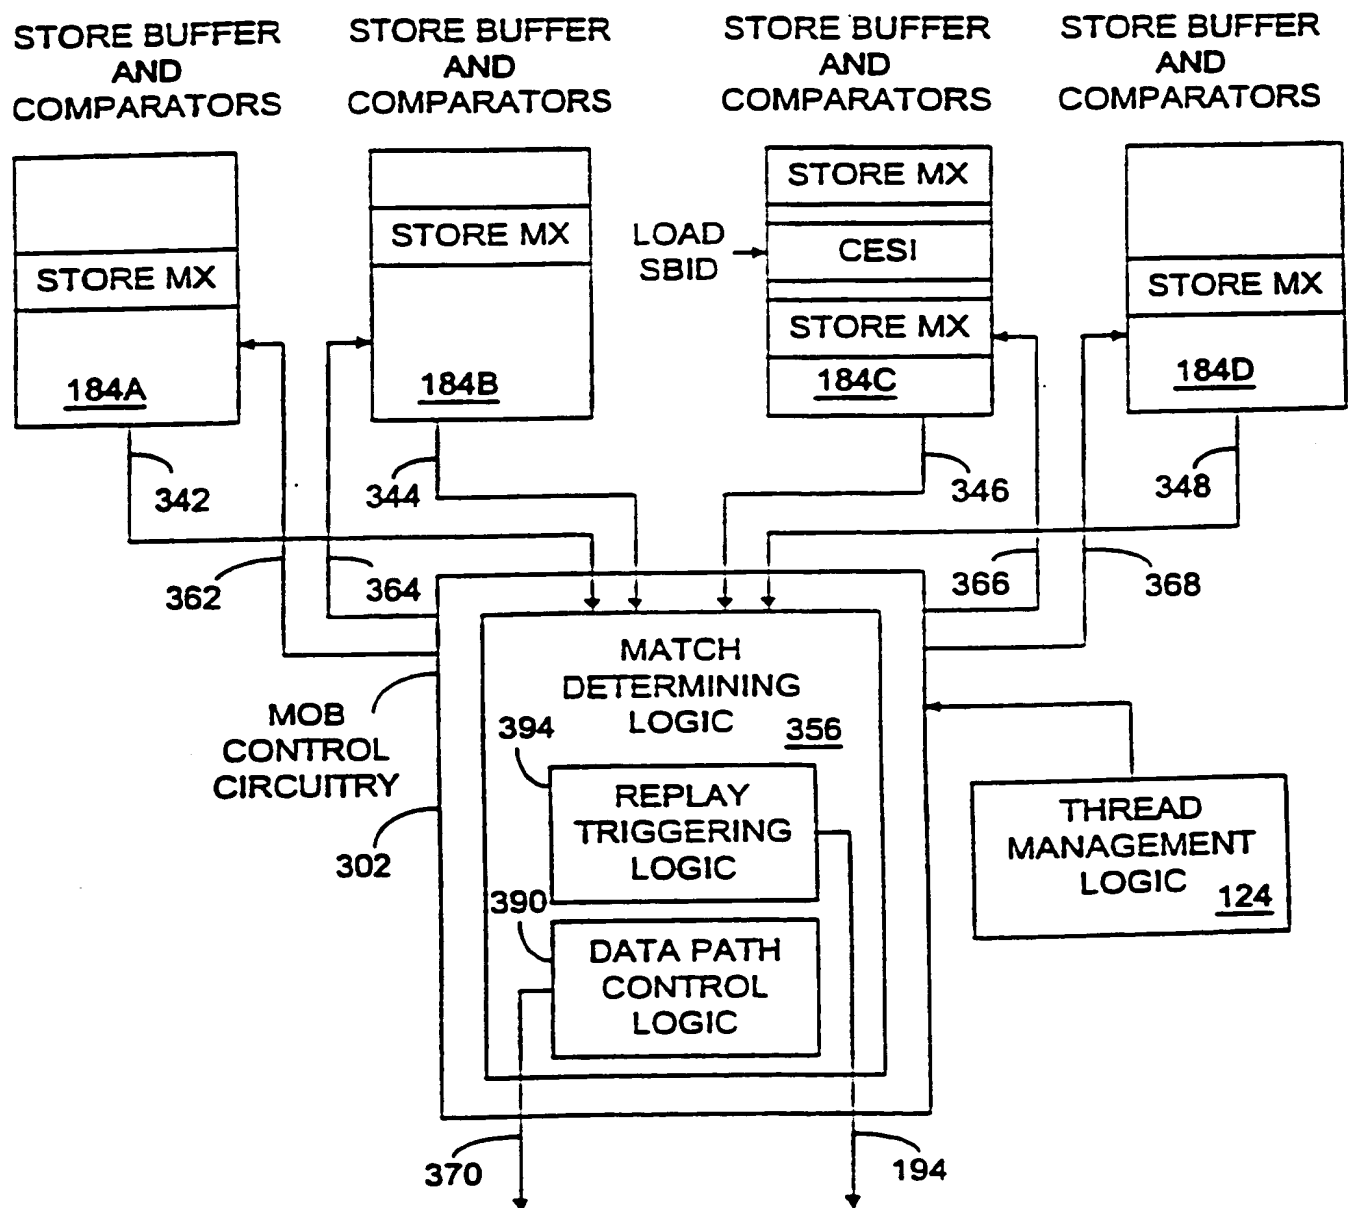 STORE BUFFER
AND
COMPARATORS
STORE BUFFER
AND
COMPARATORS
STORE BUFFER
AND
COMPARATORS
STORE BUFFER
AND
COMPARATORS
STORE MX
184A
STORE MX
184B
LOAD
SBID
STORE MX
CESI
STORE MX
184C
STORE MX
184D
342
344
346
348
362
364
366
368
MOB
CONTROL
CIRCUITRY
302
MATCH
DETERMINING
LOGIC
356
394
REPLAY
TRIGGERING
LOGIC
390
DATA PATH
CONTROL
LOGIC
THREAD
MANAGEMENT
LOGIC
124
370
194